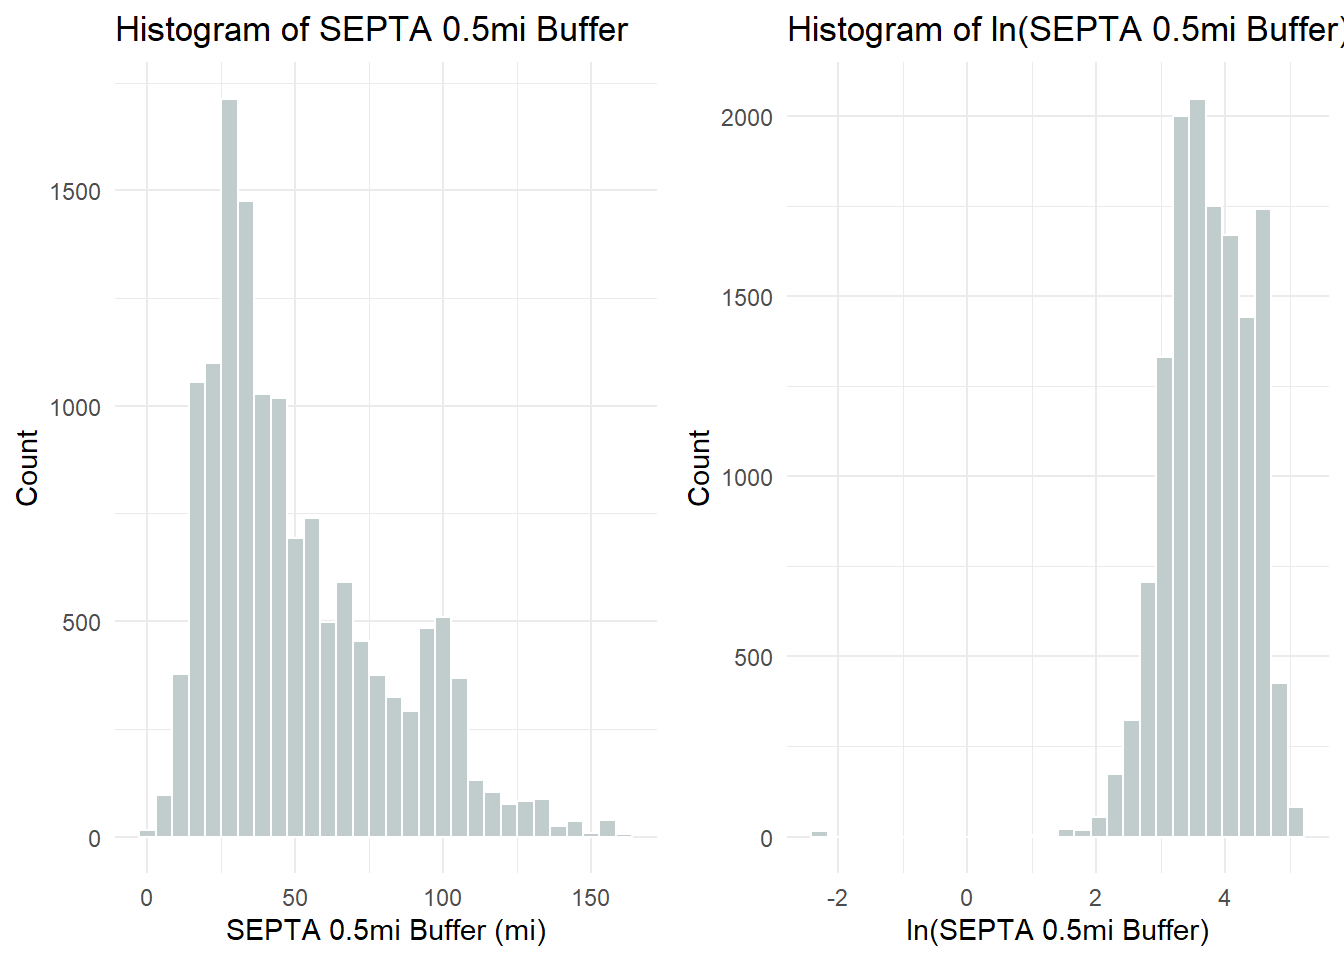 Histogram of SEPTA 0.5mi Buffer
1500
1000
500
0
Count
0 50 100 150
SEPTA 0.5mi Buffer (mi)
Histogram of ln(SEPTA 0.5mi Buffer)
2000
1500
1000
500
0
Count
-2 0 2 4
ln(SEPTA 0.5mi Buffer)